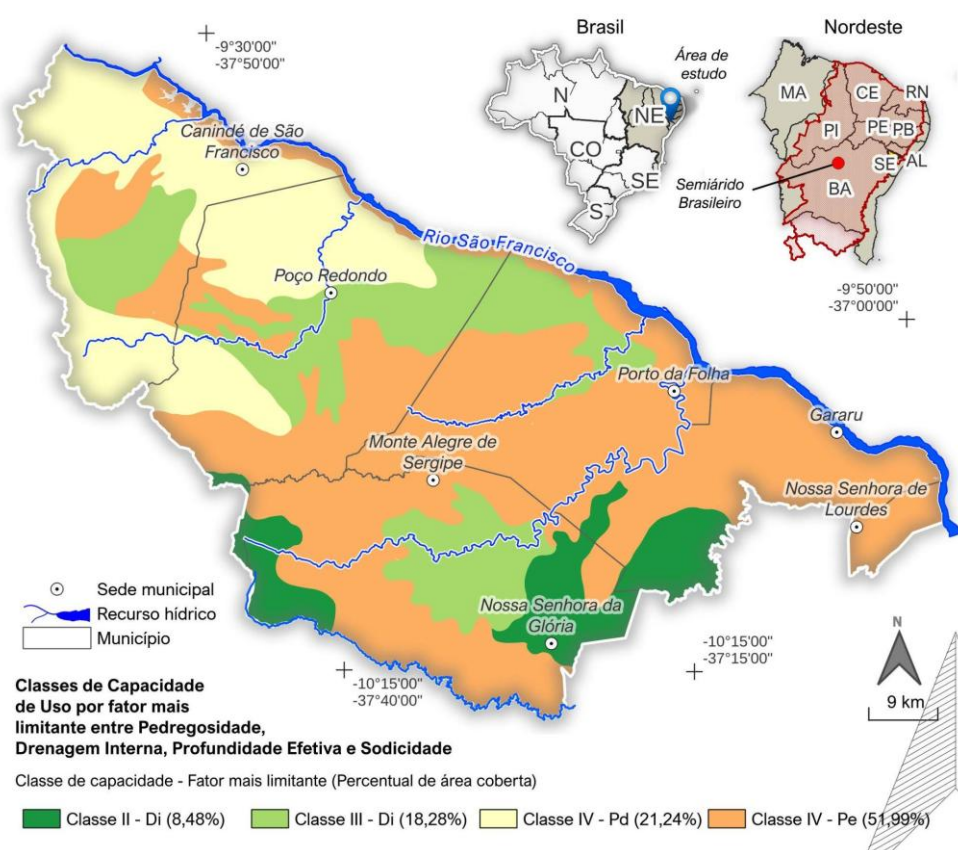 Brasil
Nordeste
-9°30'00"
-37°50'00"
Área de
estudo
N
NE
CO
SE
S
MA
CE
RN
PI
PE
PB
SE
AL
BA
Semiárido
Brasileiro
Canindé de São
Francisco
Rio São Francisco
Poço Redondo
-9°50'00"
-37°00'00"
Porto da Folha
Gararu
Monte Alegre de
Sergipe
Nossa Senhora de
Lourdes
Nossa Senhora da
Glória
Sede municipal
Recurso hídrico
Município
-10°15'00"
-37°40'00"
-10°15'00"
-37°15'00"
N
9 km
Classes de Capacidade
de Uso por fator mais
limitante entre Pedregosidade,
Drenagem Interna, Profundidade Efetiva e Sodicidade
Classe de capacidade - Fator mais limitante (Percentual de área coberta)
Classe II - Di (8,48%)
Classe III - Di (18,28%)
Classe IV - Pd (21,24%)
Classe IV - Pe (51,99%)